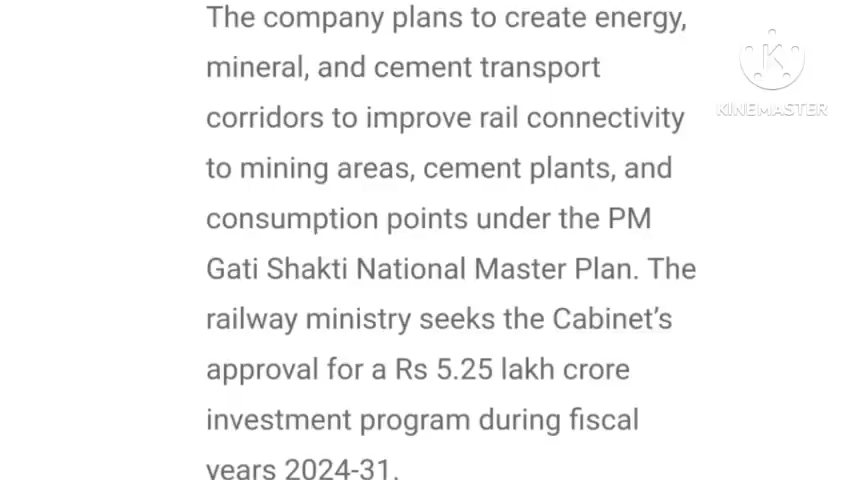 The company plans to create energy,
mineral, and cement transport
corridors to improve rail connectivity
to mining areas, cement plants, and
consumption points under the PM
Gati Shakti National Master Plan. The
railway ministry seeks the Cabinet’s
approval for a Rs 5.25 lakh crore
investment program during fiscal
years 2024-31.
K
KINEMASTER